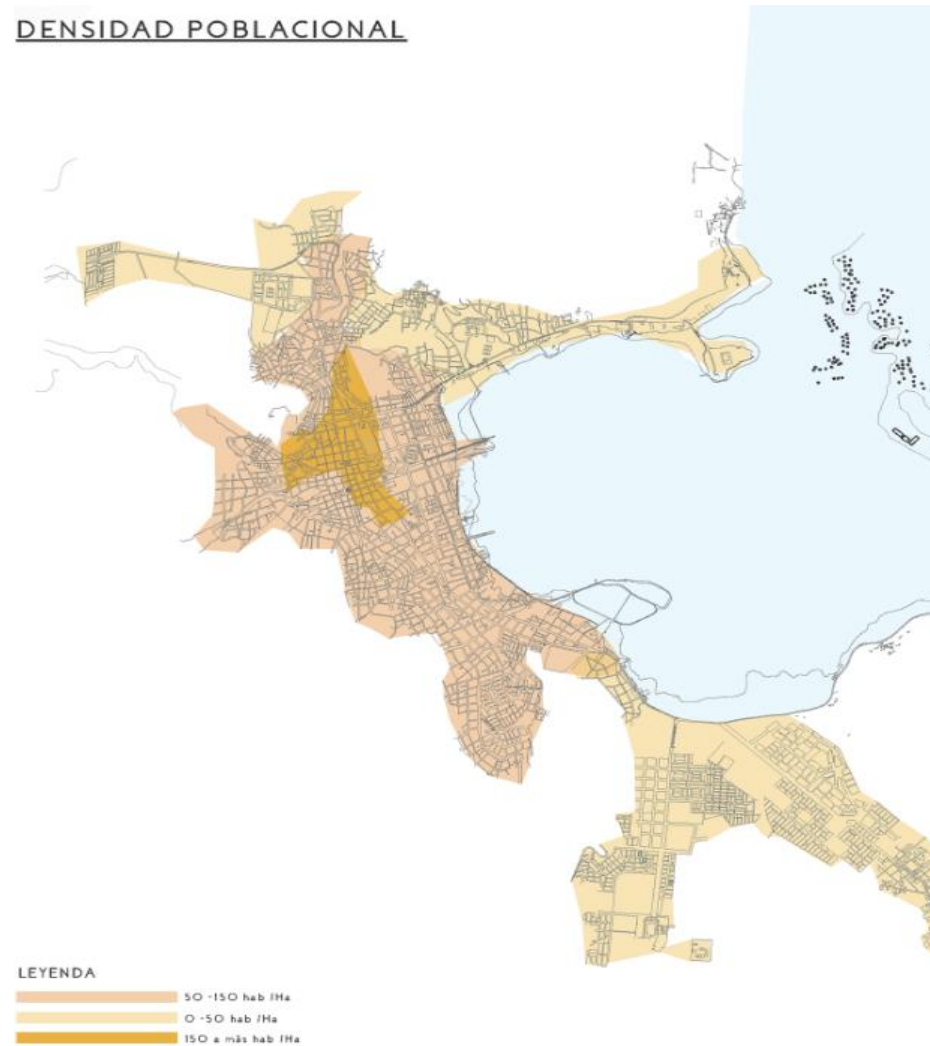 DENSIDAD POBLACIONAL
LEYENDA
50 -150 hab /Ha
0 -50 hab /Ha
150 a más hab /Ha